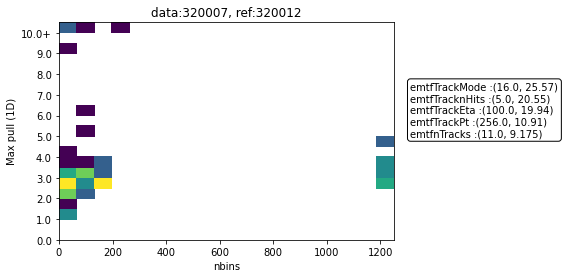 data:320007, ref:320012
10.0+
9.0
8.0
7.0
6.0
5.0
4.0
3.0
2.0
1.0
0.0
Max pull (1D)
0 200 400 600 800 1000 1200
nbins
emtfTrackMode :(16.0, 25.57)
emtfTracknHits :(5.0, 20.55)
emtfTrackEta :(100.0, 19.94)
emtfTrackPt :(256.0, 10.91)
emtfnTracks :(11.0, 9.175)